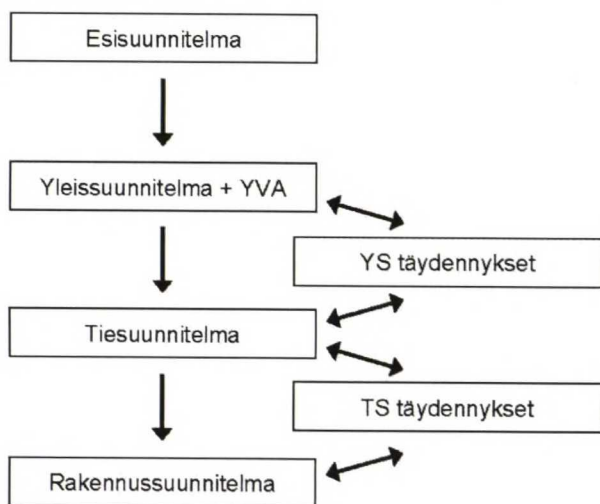 Esisuunnitelma
Yleissuunnitelma + YVA
YS täydennykset
Tiesuunnitelma
TS täydennykset
Rakennussuunnitelma